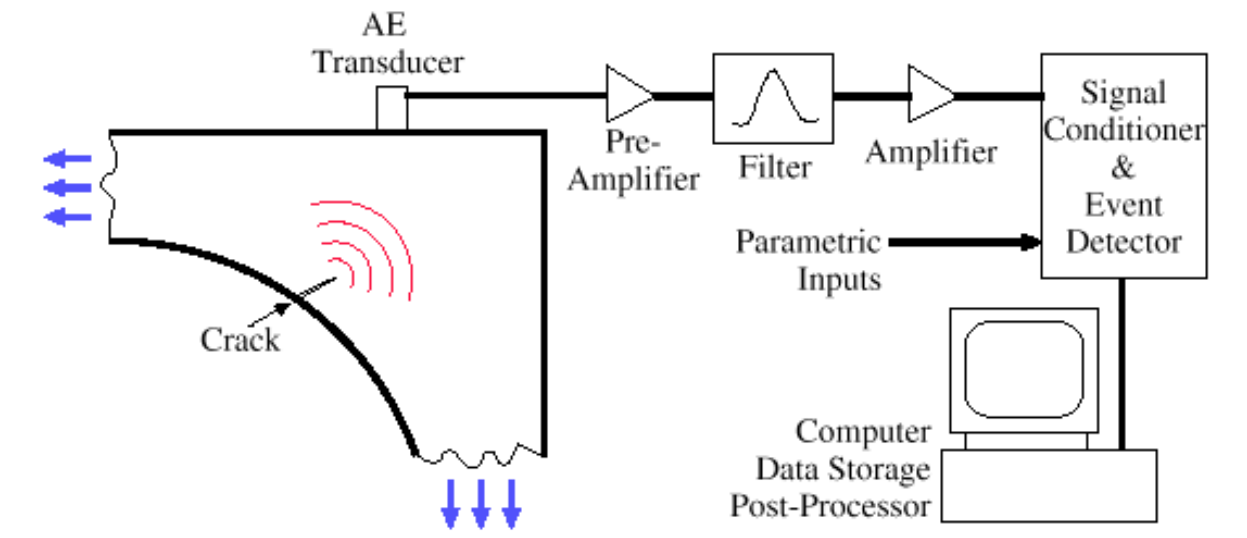 AE
Transducer
Pre-
Amplifier
Filter
Amplifier
Signal
Conditioner
&
Event
Detector
Parametric
Inputs
Crack
Computer
Data Storage
Post-Processor